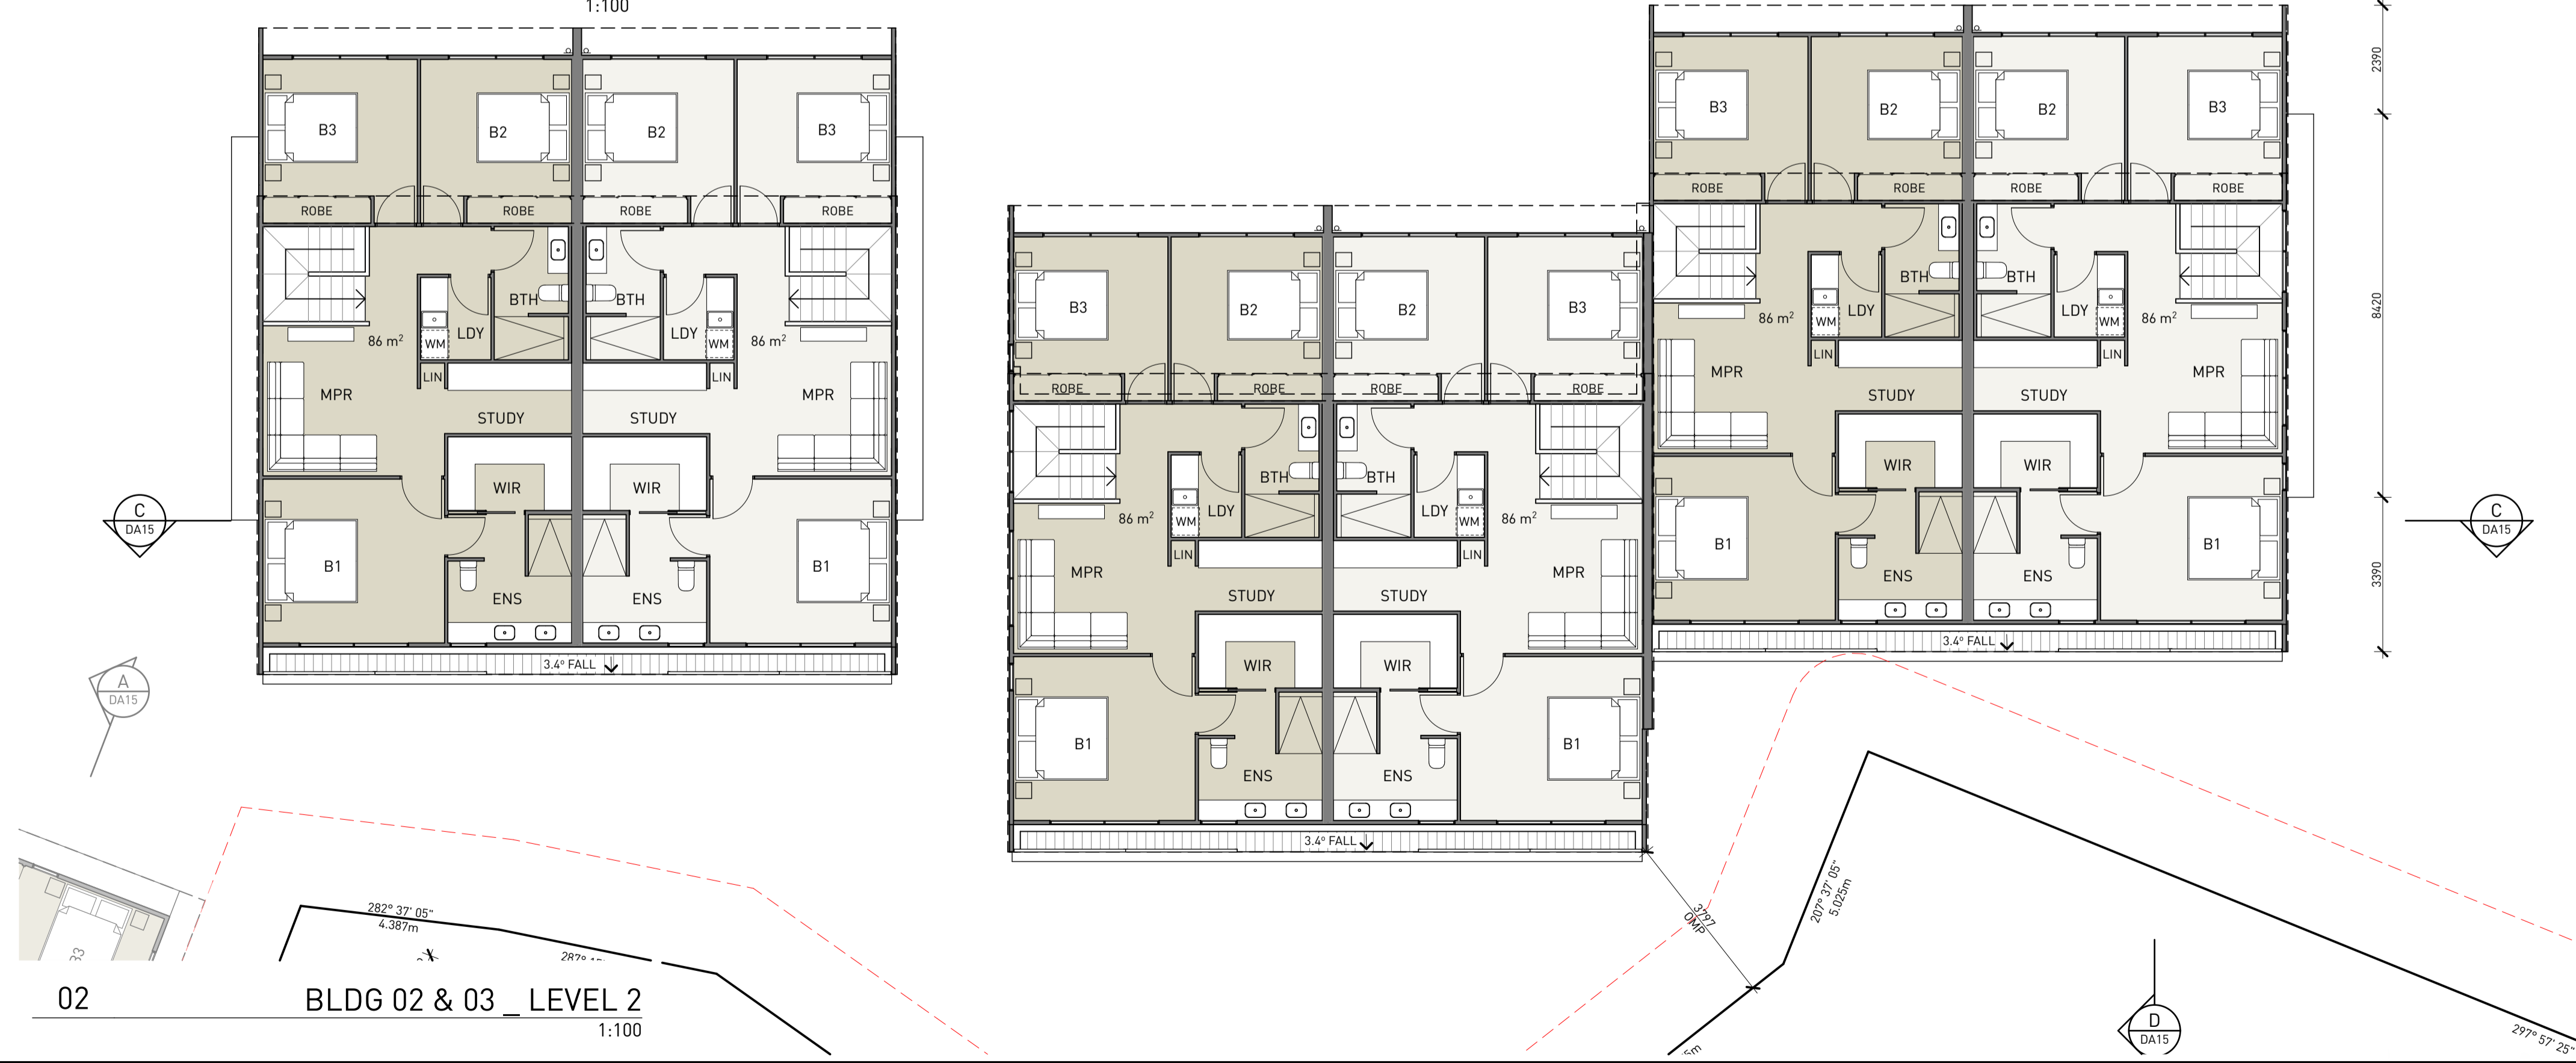 1:100
B3
B2
B2
B3
ROBE
ROBE
ROBE
ROBE
BTH
BTH
LDY
LDY
WM
WM
86 m²
86 m²
LIN
LIN
MPR
MPR
STUDY
STUDY
WIR
WIR
B1
B1
ENS
ENS
3.4° FALL
C
DA15
A
DA15
B3
B2
B2
B3
ROBE
ROBE
ROBE
ROBE
BTH
BTH
LDY
LDY
WM
WM
86 m²
86 m²
LIN
LIN
MPR
MPR
STUDY
STUDY
WIR
WIR
B1
B1
ENS
ENS
3.4° FALL
B3
B2
B2
B3
ROBE
ROBE
ROBE
ROBE
BTH
BTH
LDY
LDY
WM
WM
86 m²
86 m²
LIN
LIN
MPR
MPR
STUDY
STUDY
WIR
WIR
B1
B1
ENS
ENS
3.4° FALL
2390
8420
3390
C
DA15
3797
OMP
207° 37' 05"
5.025m
D
DA15
297° 57' 25"
282° 37' 05"
4.387m
B3
02
BLDG 02 & 03 _ LEVEL 2
1:100